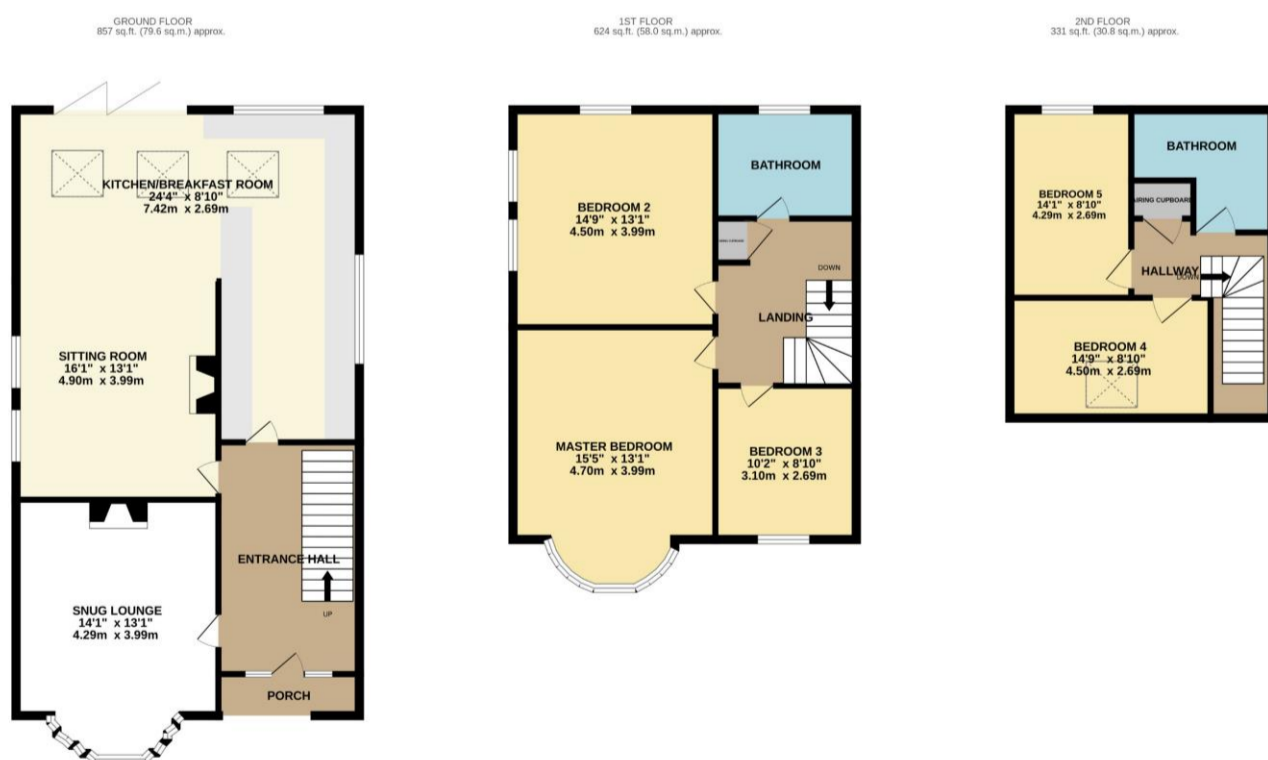 GROUND FLOOR
857 sq.ft. (79.6 sq.m.) approx.
KITCHEN/BREAKFAST ROOM
24'4" x 8'10"
7.42m x 2.69m
SITTING ROOM
16'1" x 13'1"
4.90m x 3.99m
ENTRANCE HALL
UP
SNUG LOUNGE
14'1" x 13'1"
4.29m x 3.99m
PORCH
1ST FLOOR
624 sq.ft. (58.0 sq.m.) approx.
BATHROOM
BEDROOM 2
14'9" x 13'1"
4.50m x 3.99m
DOWN
LANDING
MASTER BEDROOM
15'5" x 13'1"
4.70m x 3.99m
BEDROOM 3
10'2" x 8'10"
3.10m x 2.69m
2ND FLOOR
331 sq.ft. (30.8 sq.m.) approx.
BATHROOM
BEDROOM 5
14'1" x 8'10"
4.29m x 2.69m
AIRING CUPBOARD
HALLWAY
DOWN
BEDROOM 4
14'9" x 8'10"
4.50m x 2.69m